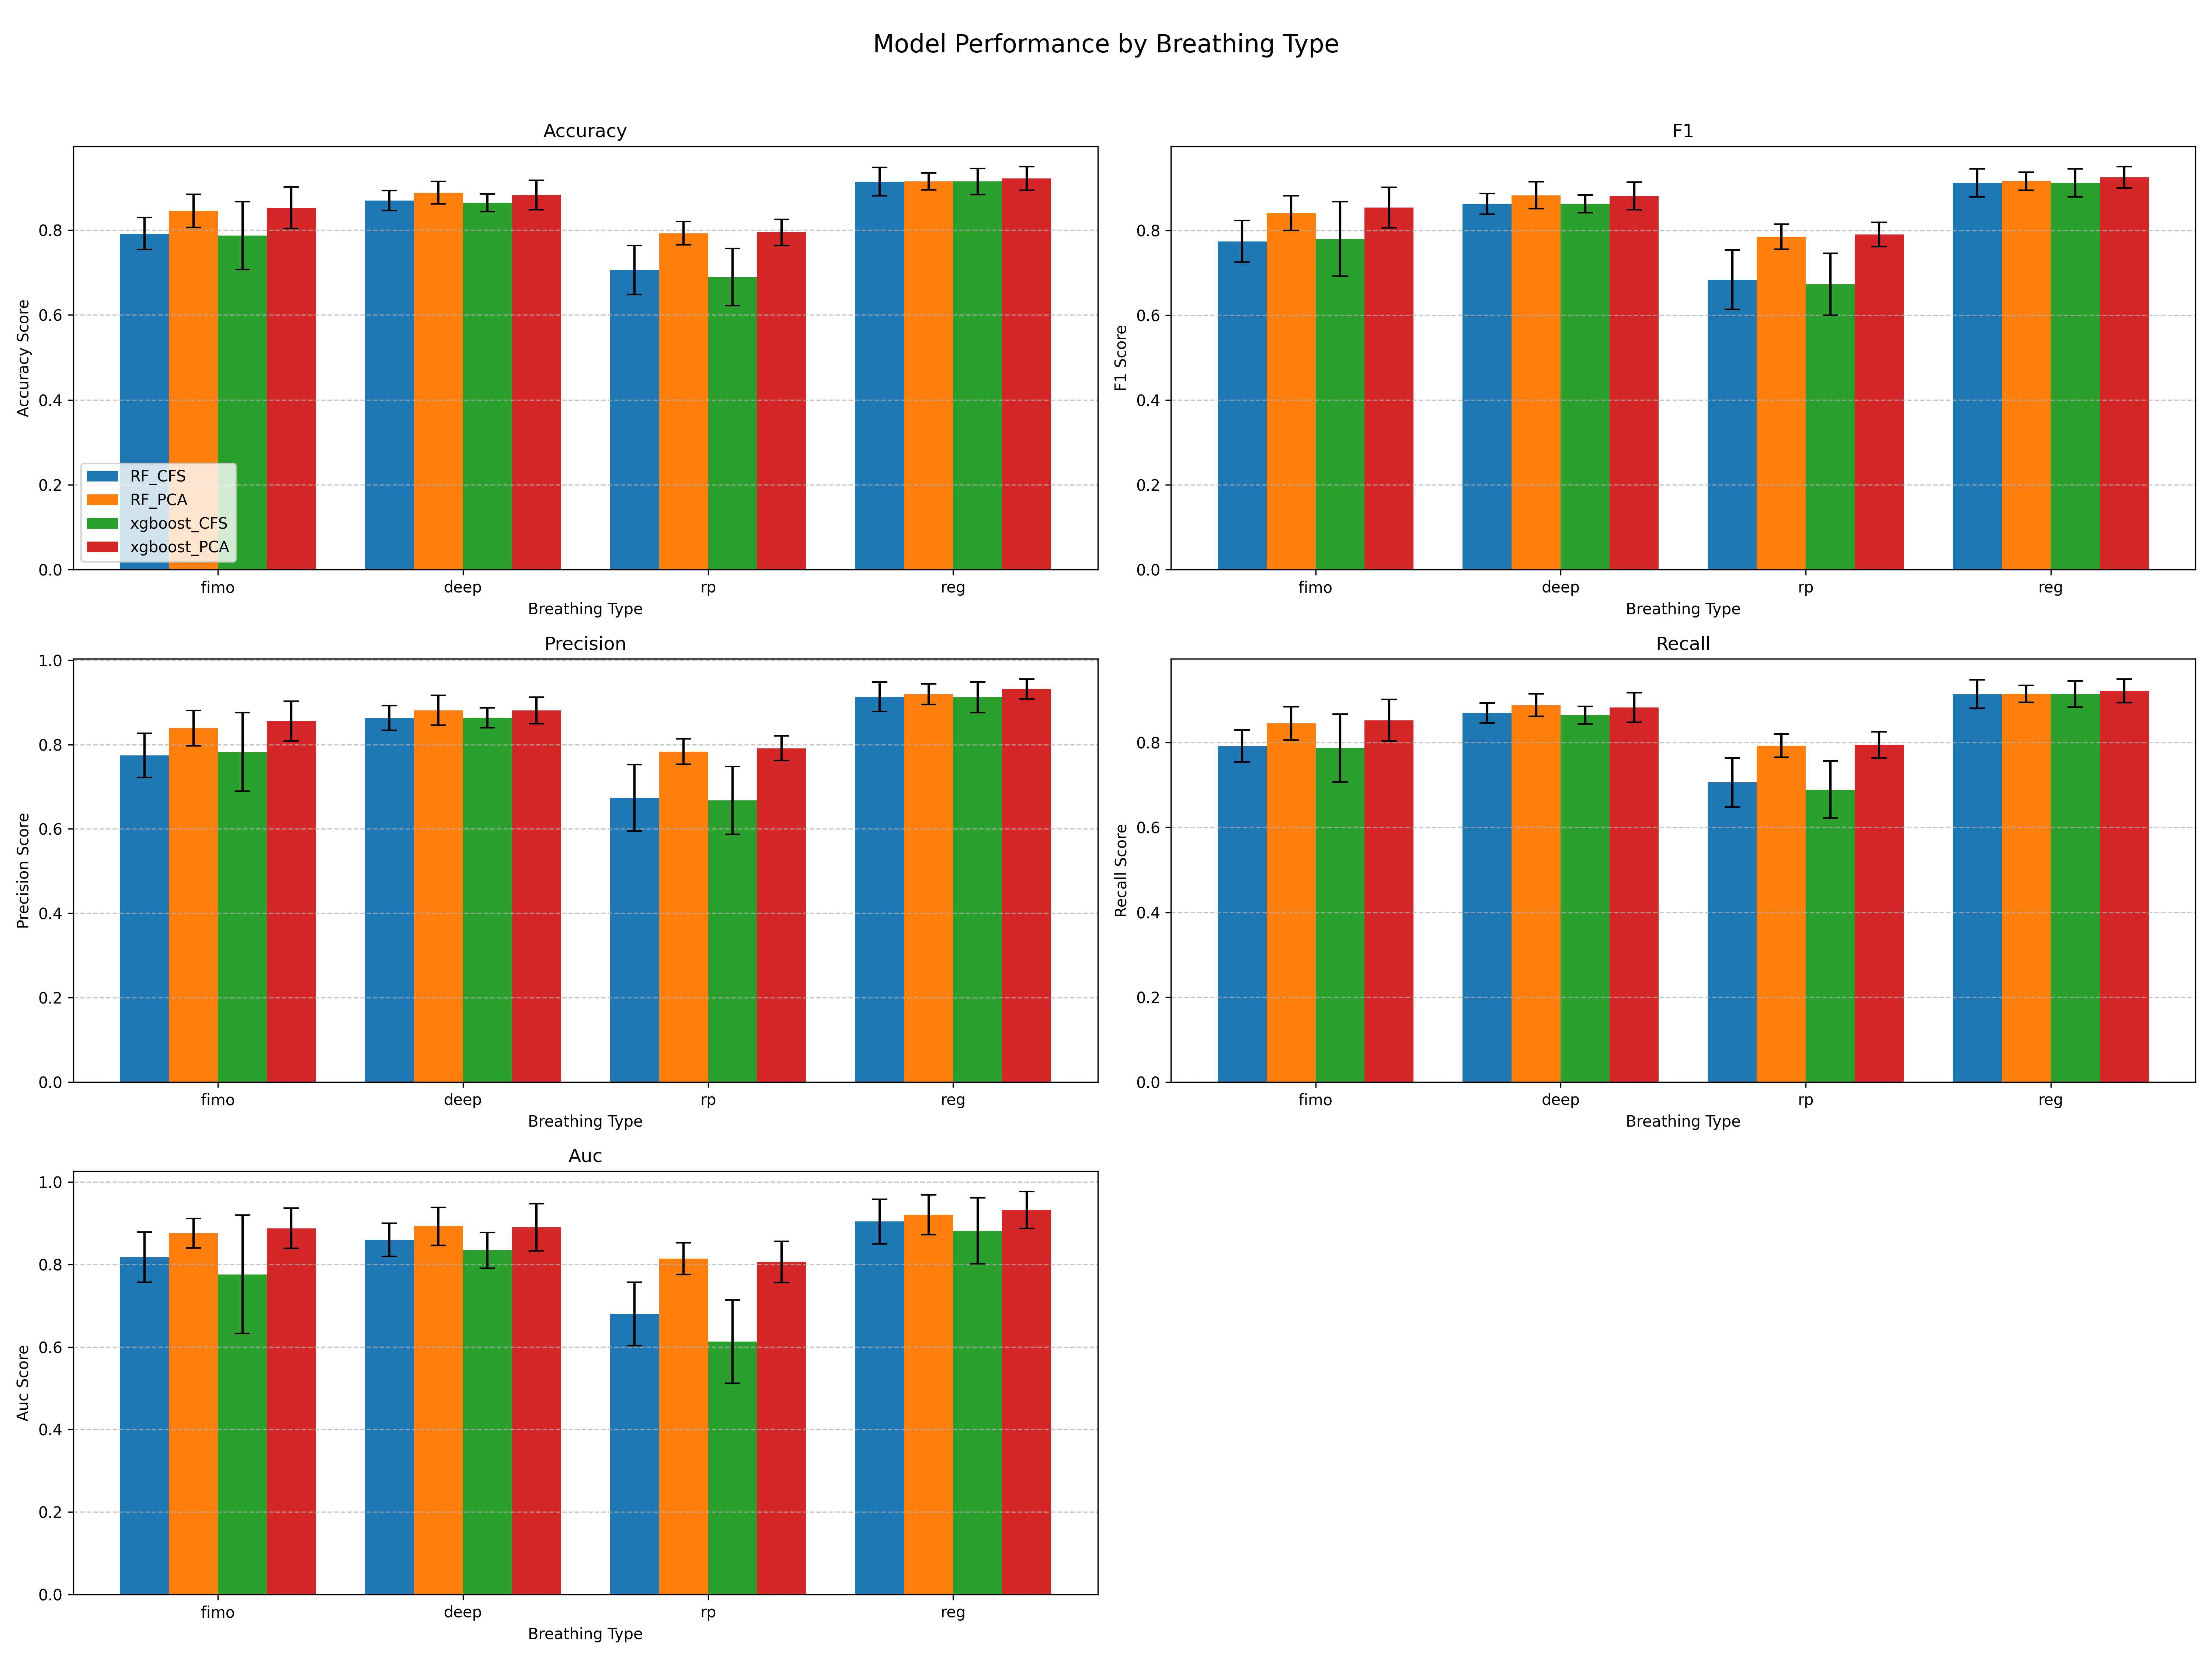 Model Performance by Breathing Type
Accuracy
Accuracy Score
0.8
0.6
0.4
0.2
0.0
RF_CFS
RF_PCA
xgboost_CFS
xgboost_PCA
fimo deep rp reg
Breathing Type
F1
F1 Score
0.8
0.6
0.4
0.2
0.0
fimo deep rp reg
Breathing Type
Precision
Precision Score
1.0
0.8
0.6
0.4
0.2
0.0
fimo deep rp reg
Breathing Type
Recall
Recall Score
0.8
0.6
0.4
0.2
0.0
fimo deep rp reg
Breathing Type
Auc
Auc Score
1.0
0.8
0.6
0.4
0.2
0.0
fimo deep rp reg
Breathing Type